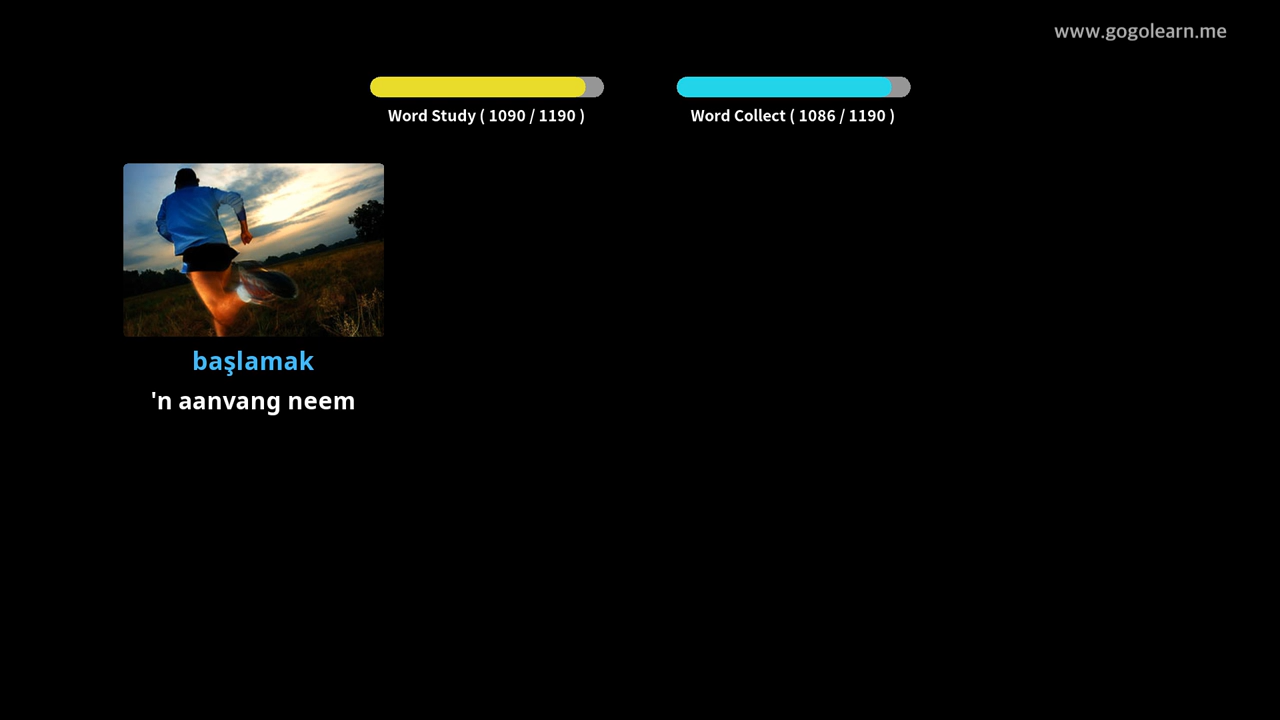 www.gogolearn.me
Word Study ( 1090 / 1190 )
Word Collect ( 1086 / 1190 )
başlamak
'n aanvang neem